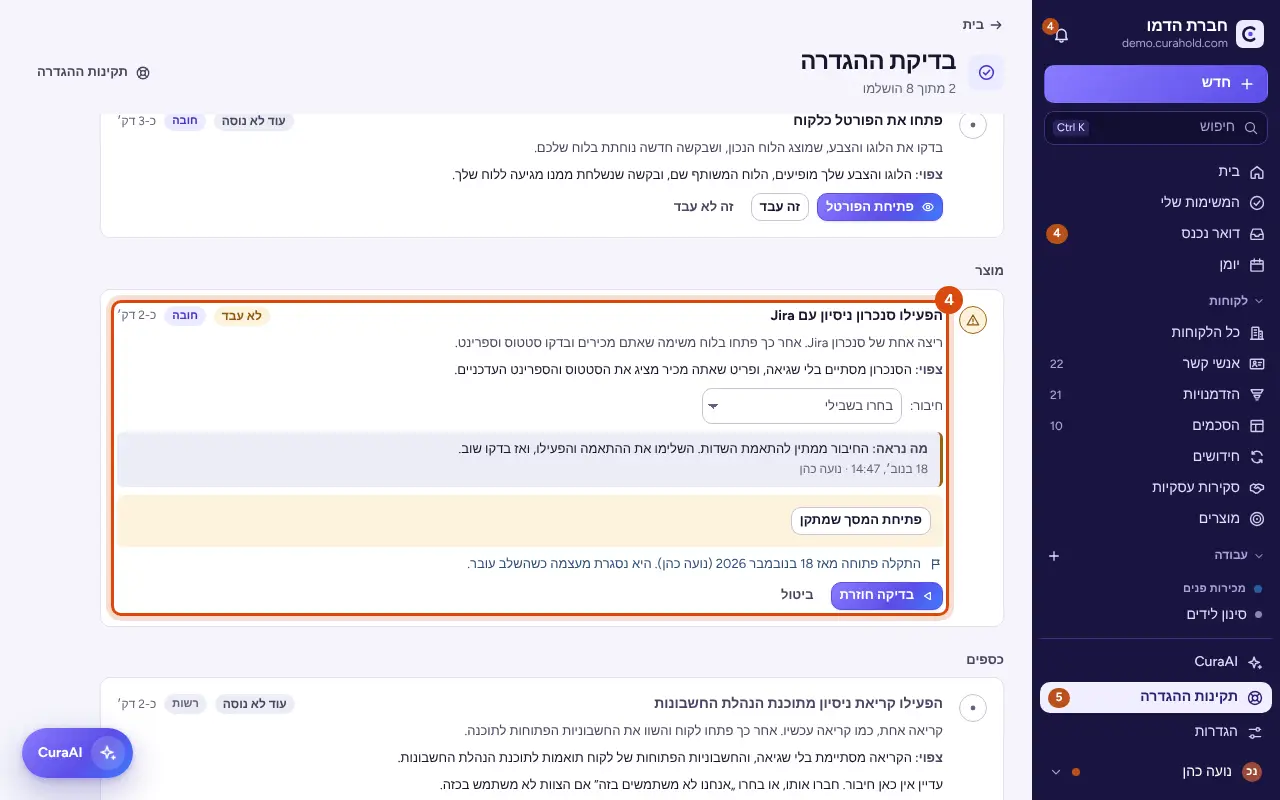 חברת הדמו
demo.curahold.com
4
חדש
חיפוש
Ctrl K
בית
המשימות שלי
דואר נכנס
4
יומן
לקוחות
כל הלקוחות
אנשי קשר
22
הזדמנויות
21
הסכמים
10
חידושים
סקירות עסקיות
מוצרים
עבודה
מכירות פנים
סינון לידים
CuraAI
תקינות ההגדרה
5
הגדרות
נכ
נועה כהן
בית
בדיקת ההגדרה
2 מתוך 8 הושלמו
תקינות ההגדרה
פתחו את הפורטל כלקוח
עוד לא נוסה
חובה
כ-3 דק׳
בדקו את הלוגו והצבע, שמוצג הלוח הנכון, ושבקשה חדשה נוחתת בלוח שלכם.
צפוי: הלוגו והצבע שלך מופיעים, הלוח המשותף שם, ובקשה שנשלחת ממנו מגיעה ללוח שלך.
פתיחת הפורטל
זה עבד
זה לא עבד
מוצר
4
הפעילו סנכרון ניסיון עם Jira
לא עבד
חובה
כ-2 דק׳
ריצה אחת של סנכרון Jira. אחר כך פתחו בלוח משימה שאתם מכירים ובדקו סטטוס וספרינט.
צפוי: הסנכרון מסתיים בלי שגיאה, ופריט שאתה מכיר מציג את הסטטוס והספרינט העדכניים.
חיבור:
בחרו בשבילי
מה נראה: החיבור ממתין להתאמת השדות. השלימו את ההתאמה והפעילו, ואז בדקו שוב.
18 בנוב׳, 14:47 · נועה כהן
פתיחת המסך שמתקן
התקלה פתוחה מאז 18 בנובמבר 2026 (נועה כהן). היא נסגרת מעצמה כשהשלב עובר.
בדיקה חוזרת
ביטול
כספים
הפעילו קריאת ניסיון מתוכנת הנהלת החשבונות
עוד לא נוסה
רשות
כ-2 דק׳
קריאה אחת, כמו קריאה עכשיו. אחר כך פתחו לקוח והשוו את החשבוניות הפתוחות לתוכנה.
צפוי: הקריאה מסתיימת בלי שגיאה, והחשבוניות הפתוחות של לקוח תואמות לתוכנת הנהלת החשבונות.
עדיין אין כאן חיבור. חברו אותו, או בחרו „אנחנו לא משתמשים בזה” אם הצוות לא משתמש בכזה.
CuraAI